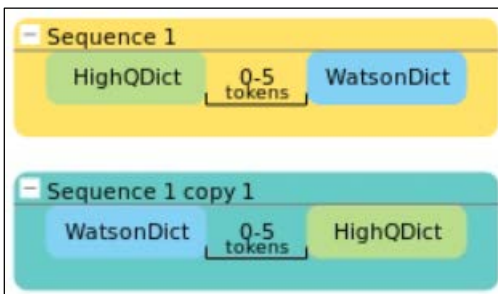 Sequence 1
HighQDict 0-5 WatsonDict
tokens
Sequence 1 copy 1
WatsonDict 0-5 HighQDict
tokens